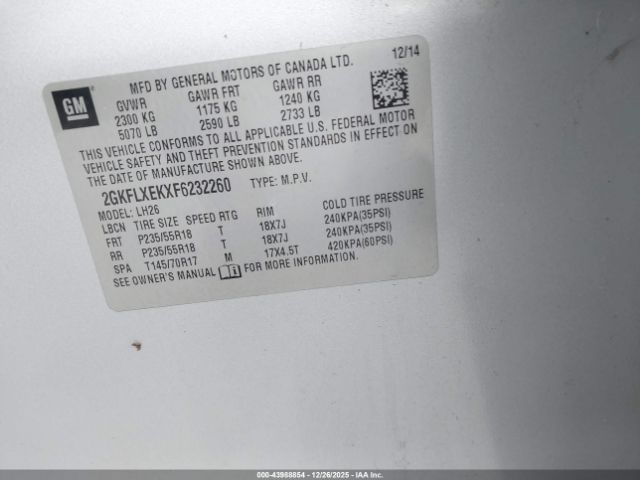 MFD BY GENERAL MOTORS OF CANADA LTD. 12/14
GM
GVWR GAWR FRT GAWR RR
2300 KG 1175 KG 1240 KG
5070 LB 2590 LB 2733 LB
THIS VEHICLE CONFORMS TO ALL APPLICABLE U.S. FEDERAL MOTOR
VEHICLE SAFETY AND THEFT PREVENTION STANDARDS IN EFFECT ON
THE DATE OF MANUFACTURE SHOWN ABOVE.
2GKFLXEKXF6232260 TYPE: M.P.V.
MODEL: LH26
LBCN TIRE SIZE SPEED RTG RIM COLD TIRE PRESSURE
FRT P235/55R18 T 18X7J 240KPA(35PSI)
RR P235/55R18 T 18X7J 240KPA(35PSI)
SPA T145/70R17 M 17X4.5T 420KPA(60PSI)
SEE OWNER'S MANUAL i FOR MORE INFORMATION.
000-43988854 - 12/26/2025 - IAA Inc.